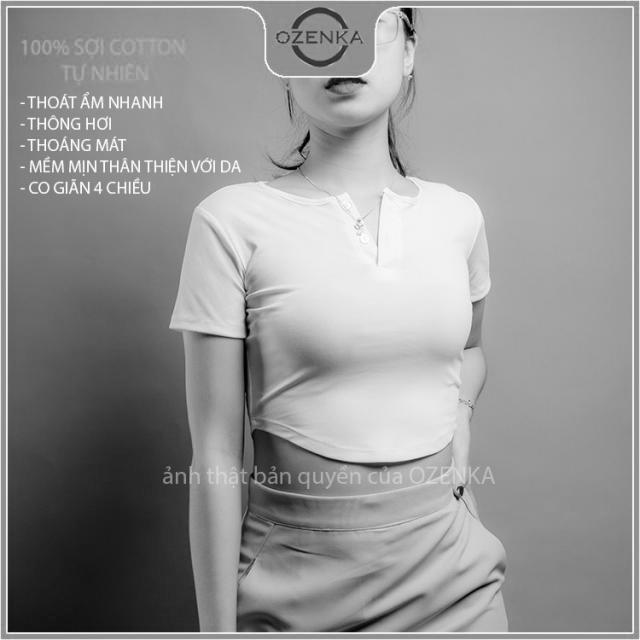 OZENKA
100% SỢI COTTON
TỰ NHIÊN
- THOÁT ẨM NHANH
- THÔNG HƠI
- THOÁNG MÁT
- MỀM MỊN THÂN THIỆN VỚI DA
- CO GIÃN 4 CHIỀU
ảnh thật bản quyền của OZENKA